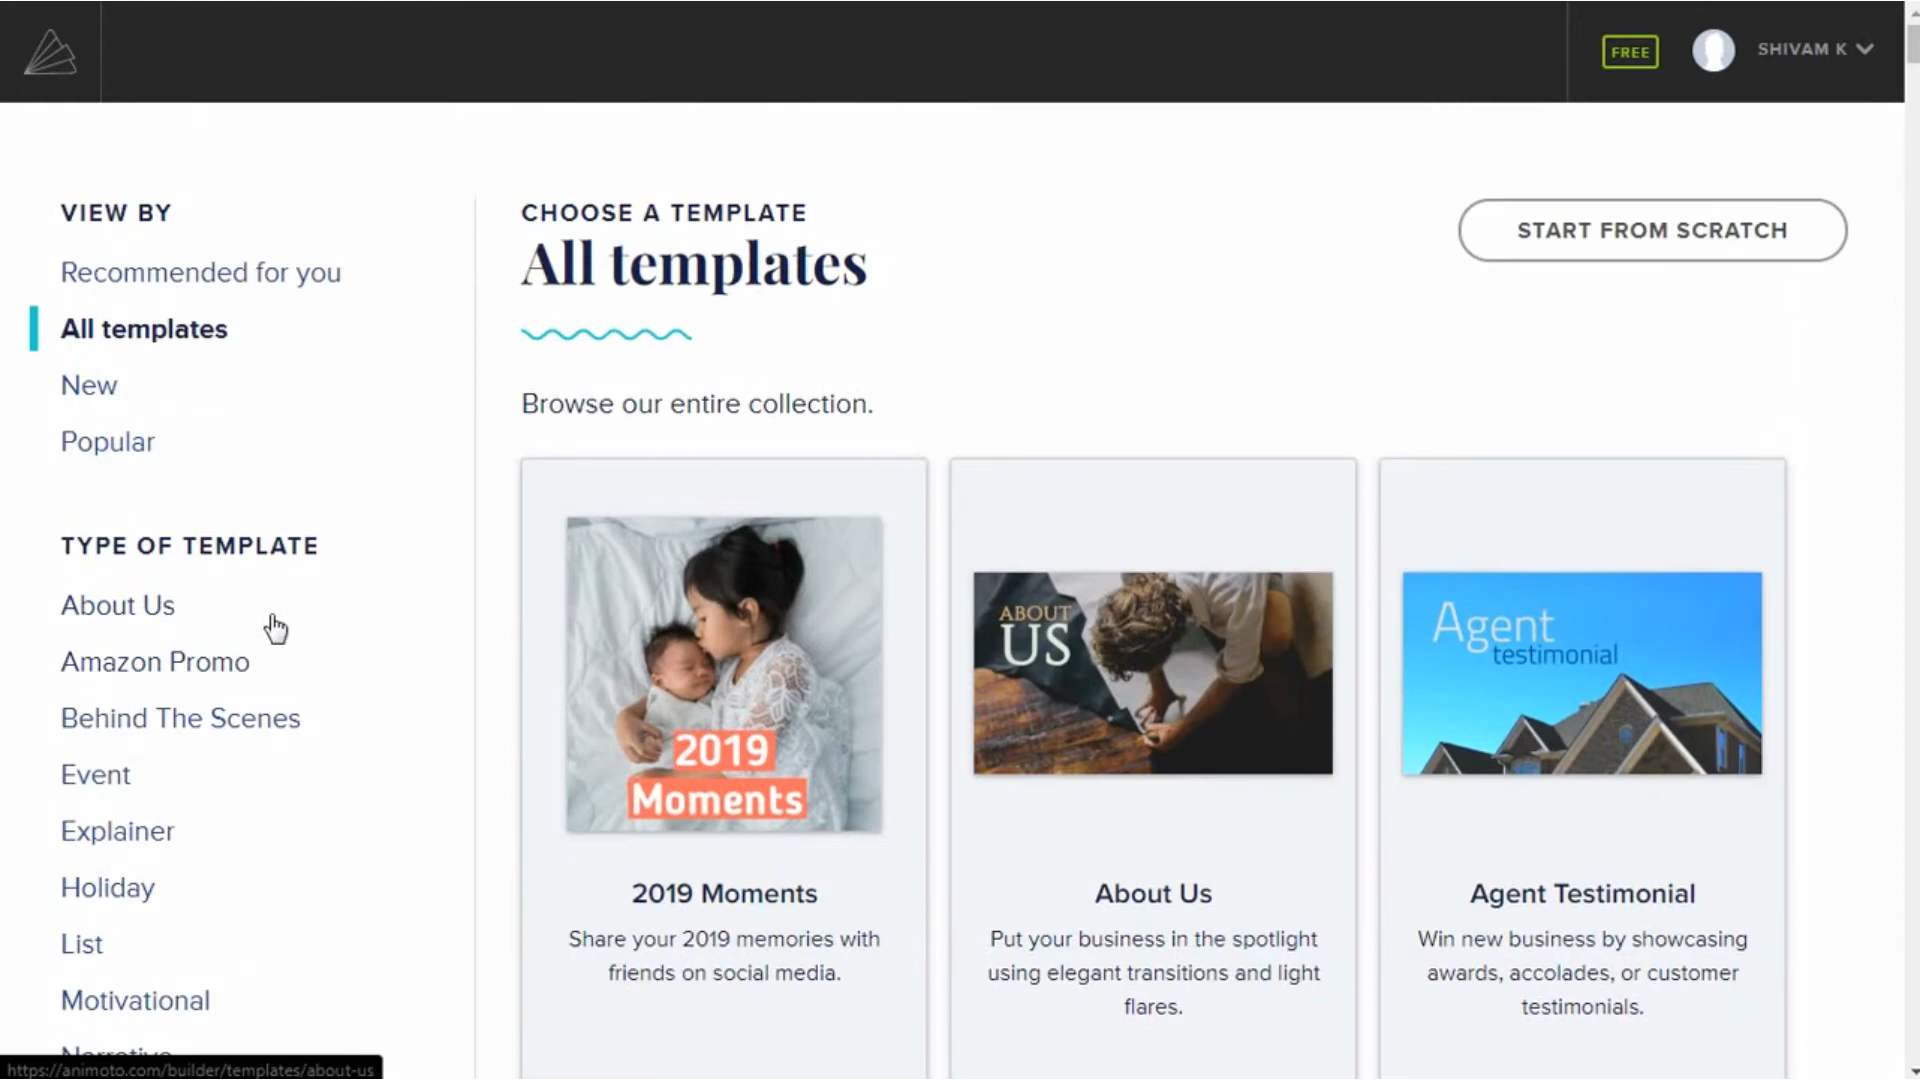 FREE
SHIVAM K
VIEW BY
Recommended for you
All templates
New
Popular
TYPE OF TEMPLATE
About Us
Amazon Promo
Behind The Scenes
Event
Explainer
Holiday
List
Motivational
Narrative
https://animoto.com/builder/templates/about-us
CHOOSE A TEMPLATE
All templates
START FROM SCRATCH
Browse our entire collection.
2019
Moments
2019 Moments
Share your 2019 memories with
friends on social media.
ABOUT
US
About Us
Put your business in the spotlight
using elegant transitions and light
flares.
Agent
testimonial
Agent Testimonial
Win new business by showcasing
awards, accolades, or customer
testimonials.